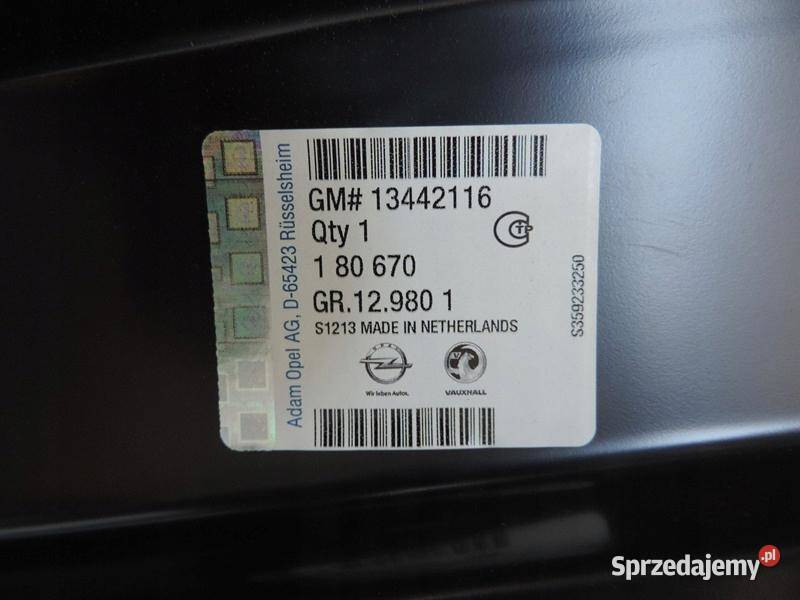 Adam Opel AG, D-65423 Rüsselsheim
GM# 13442116
Qty 1
1 80 670
GR.12.980 1
S1213 MADE IN NETHERLANDS
S359233250
OPEL
Wir leben Autos.
VAUXHALL
Sprzedajemy.pl